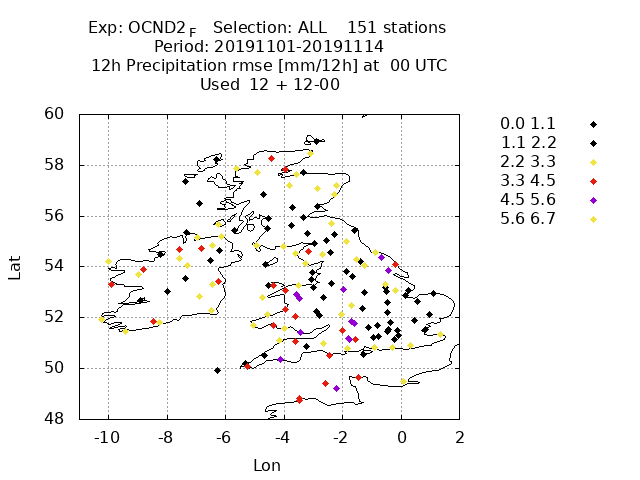 Exp: OCND2 F Selection: ALL 151 stations
Period: 20191101-20191114
12h Precipitation rmse [mm/12h] at 00 UTC
Used 12 + 12-00
60
58
56
54
52
50
48
Lat
-10 -8 -6 -4 -2 0 2
Lon
0.0 1.1
1.1 2.2
2.2 3.3
3.3 4.5
4.5 5.6
5.6 6.7